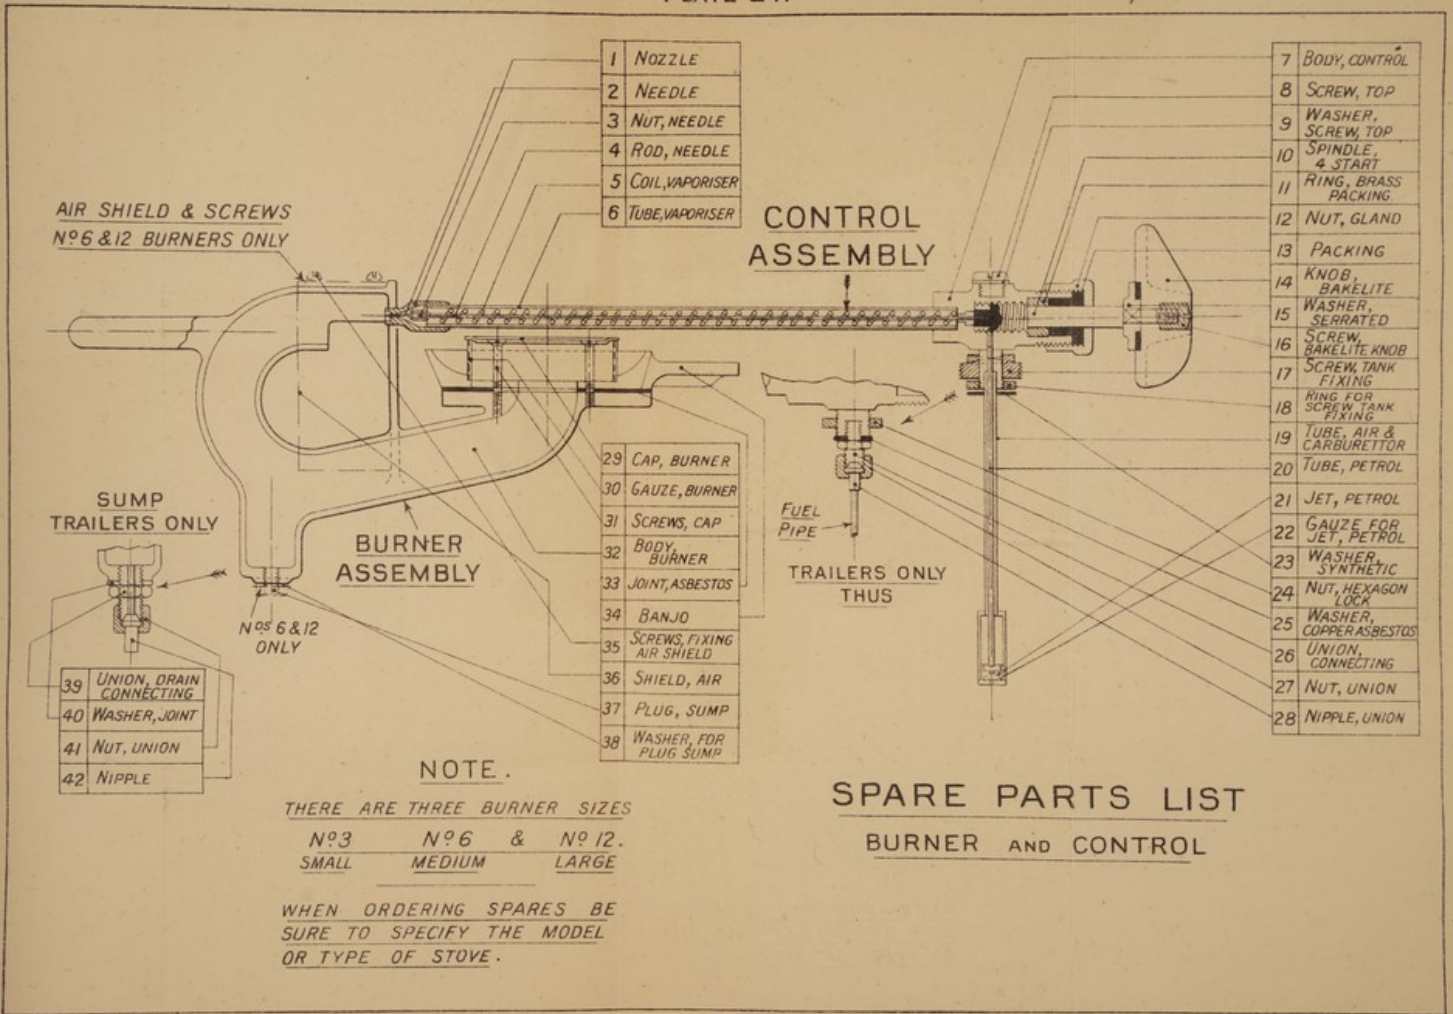 1 NOZZLE
2 NEEDLE
3 NUT, NEEDLE
4 ROD, NEEDLE
5 COIL, VAPORISER
6 TUBE, VAPORISER
7 BODY, CONTROL
8 SCREW, TOP
9 WASHER,
SCREW, TOP
10 SPINDLE,
4 START
11 RING, BRASS
PACKING.
12 NUT, GLAND
13 PACKING
14 KNOB,
BAKELITE
15 WASHER,
SERRATED
16 SCREW,
BAKELITE KNOB
17 SCREW, TANK
FIXING
18 RING FOR
SCREW TANK
FIXING
19 TUBE, AIR &
CARBURETTOR
20 TUBE, PETROL
21 JET, PETROL
22 GAUZE FOR
JET, PETROL
23 WASHER,
SYNTHETIC
24 NUT, HEXAGON
LOCK
25 WASHER,
COPPER ASBESTOS
26 UNION,
CONNECTING
27 NUT, UNION
28 NIPPLE, UNION
AIR SHIELD & SCREWS
Nº 6 & 12 BURNERS ONLY
CONTROL
ASSEMBLY
29 CAP, BURNER
30 GAUZE, BURNER
31 SCREWS, CAP
32 BODY,
BURNER
33 JOINT, ASBESTOS
34 BANJO
35 SCREWS, FIXING
AIR SHIELD
36 SHIELD, AIR
37 PLUG, SUMP
38 WASHER, FOR
PLUG SUMP
SUMP
TRAILERS ONLY
BURNER
ASSEMBLY
FUEL
PIPE
TRAILERS ONLY
THUS
Nºs 6 & 12
ONLY
39 UNION, DRAIN
CONNECTING
40 WASHER, JOINT
41 NUT, UNION
42 NIPPLE
NOTE.
THERE ARE THREE BURNER SIZES
Nº 3 Nº 6 & Nº 12.
SMALL MEDIUM LARGE
WHEN ORDERING SPARES BE
SURE TO SPECIFY THE MODEL
OR TYPE OF STOVE.
SPARE PARTS LIST
BURNER AND CONTROL